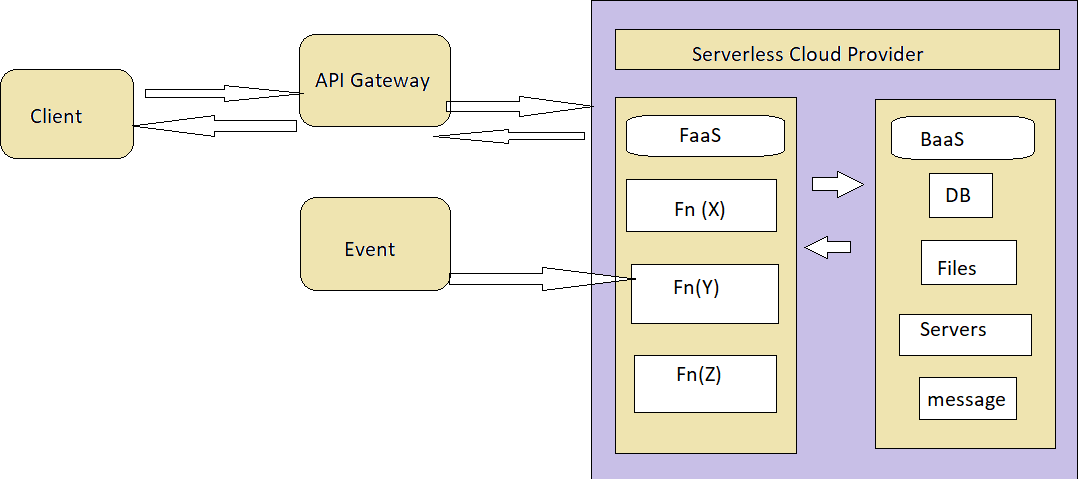 Serverless Cloud Provider
API Gateway
Client
FaaS
BaaS
Fn (X)
DB
Event
Files
Fn(Y)
Servers
Fn(Z)
message